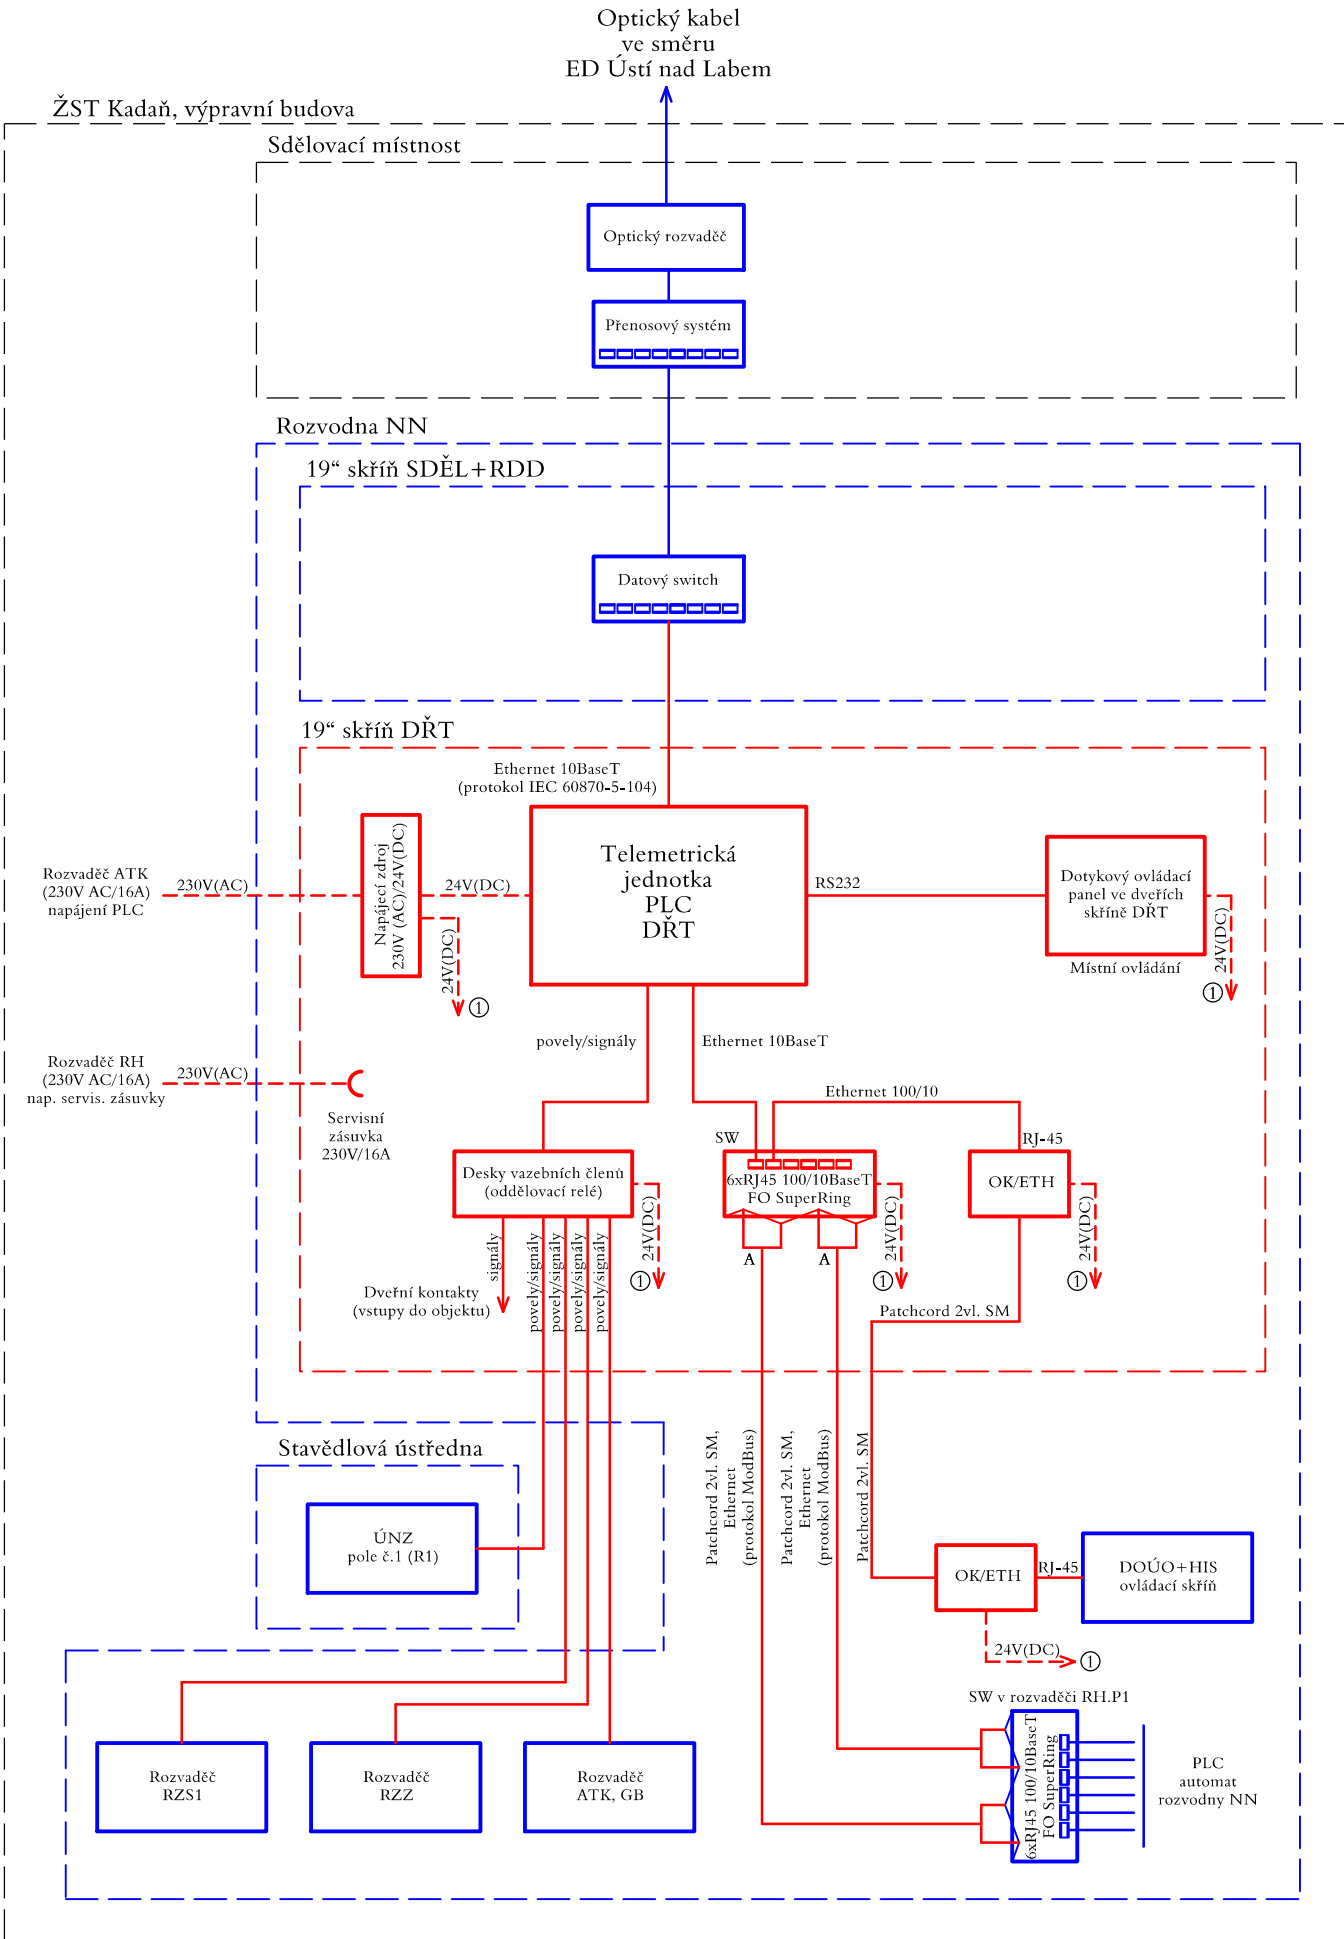 Optický kabel
ve směru
ED Ústí nad Labem
ŽST Kadaň, výpravní budova
Sdělovací místnost
Optický rozvaděč
Přenosový systém
Rozvodna NN
19“ skříň SDĚL+RDD
Datový switch
19“ skříň DŘT
Ethernet 10BaseT
(protokol IEC 60870-5-104)
Rozvaděč ATK
(230V AC/16A)
napájení PLC
230V(AC)
Napájecí zdroj
230V (AC)/24V(DC)
24V(DC)
24V(DC)
1
Telemetrická
jednotka
PLC
DŘT
RS232
Dotykový ovládací
panel ve dveřích
skříně DŘT
Místní ovládání
24V(DC)
1
povely/signály
Ethernet 10BaseT
Rozvaděč RH
(230V AC/16A)
nap. servis. zásuvky
230V(AC)
Servisní
zásuvka
230V/16A
Ethernet 100/10
SW
RJ-45
Desky vazebních členů
(oddělovací relé)
24V(DC)
1
6xRJ45 100/10BaseT
FO SuperRing
24V(DC)
1
OK/ETH
24V(DC)
1
A
A
signály
povely/signály
povely/signály
povely/signály
povely/signály
Dveřní kontakty
(vstupy do objektu)
Patchcord 2vl. SM
Patchcord 2vl. SM,
Ethernet
(protokol ModBus)
Patchcord 2vl. SM,
Ethernet
(protokol ModBus)
Patchcord 2vl. SM
Stavědlová ústředna
ÚNZ
pole č.1 (R1)
OK/ETH
RJ-45
DOÚO+HIS
ovládací skříň
24V(DC)
1
SW v rozvaděči RH.P1
6xRJ45 100/10BaseT
FO SuperRing
PLC
automat
rozvodny NN
Rozvaděč
RZS1
Rozvaděč
RZZ
Rozvaděč
ATK, GB